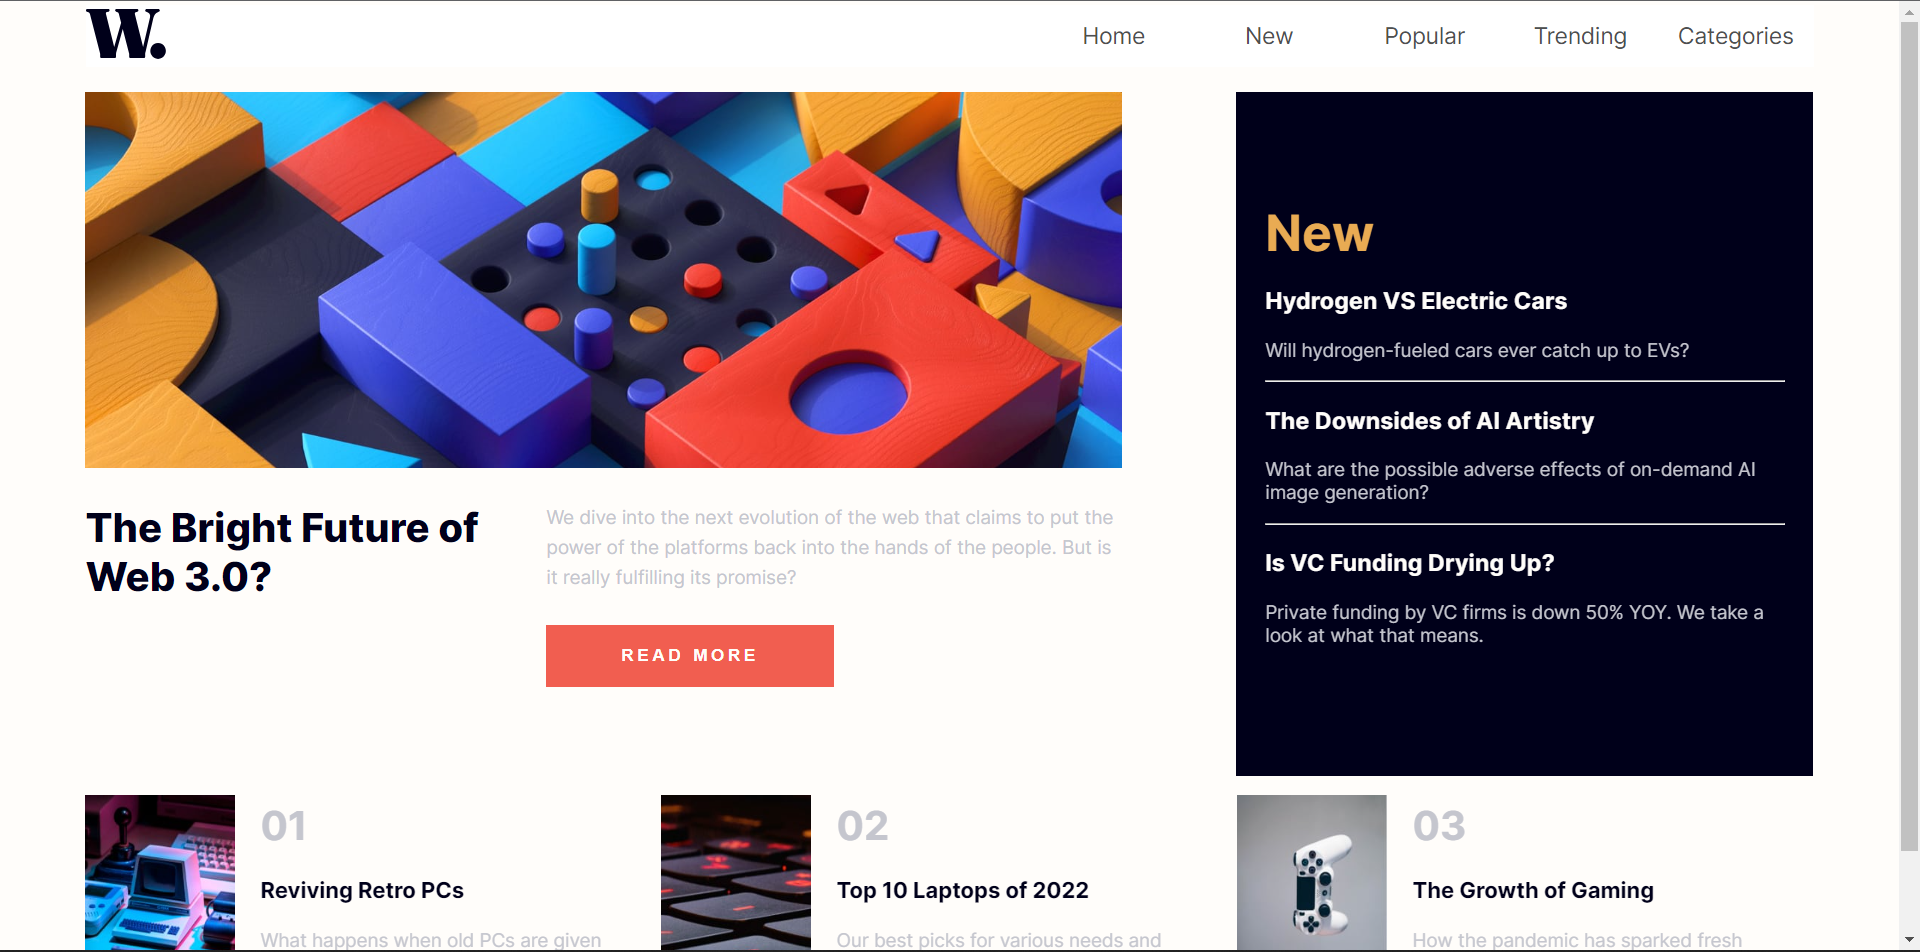 W.
Home New Popular Trending Categories
The Bright Future of
Web 3.0?
We dive into the next evolution of the web that claims to put the
power of the platforms back into the hands of the people. But is
it really fulfilling its promise?
READ MORE
New
Hydrogen VS Electric Cars
Will hydrogen-fueled cars ever catch up to EVs?
The Downsides of AI Artistry
What are the possible adverse effects of on-demand AI
image generation?
Is VC Funding Drying Up?
Private funding by VC firms is down 50% YOY. We take a
look at what that means.
01
Reviving Retro PCs
What happens when old PCs are given
02
Top 10 Laptops of 2022
Our best picks for various needs and
03
The Growth of Gaming
How the pandemic has sparked fresh